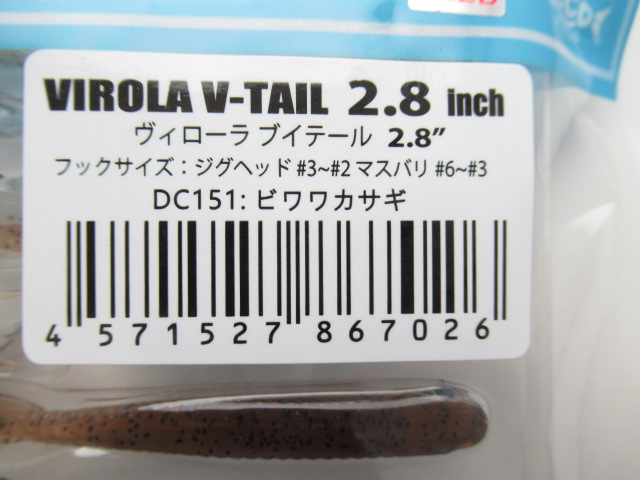 VIROLA V-TAIL 2.8 inch
ヴィローラ ブイテール 2.8”
フックサイズ：ジグヘッド #3~#2 マスバリ #6~#3
DC151: ビワワカサギ
4 571527 867026